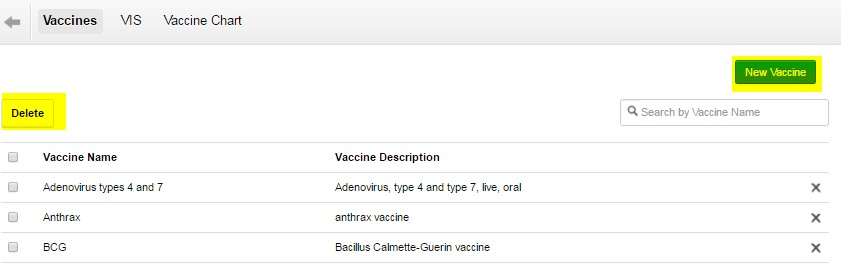 Vaccines VIS Vaccine Chart
New Vaccine
Delete
Search by Vaccine Name
Vaccine Name Vaccine Description
Adenovirus types 4 and 7 Adenovirus, type 4 and type 7, live, oral
Anthrax anthrax vaccine
BCG Bacillus Calmette-Guerin vaccine